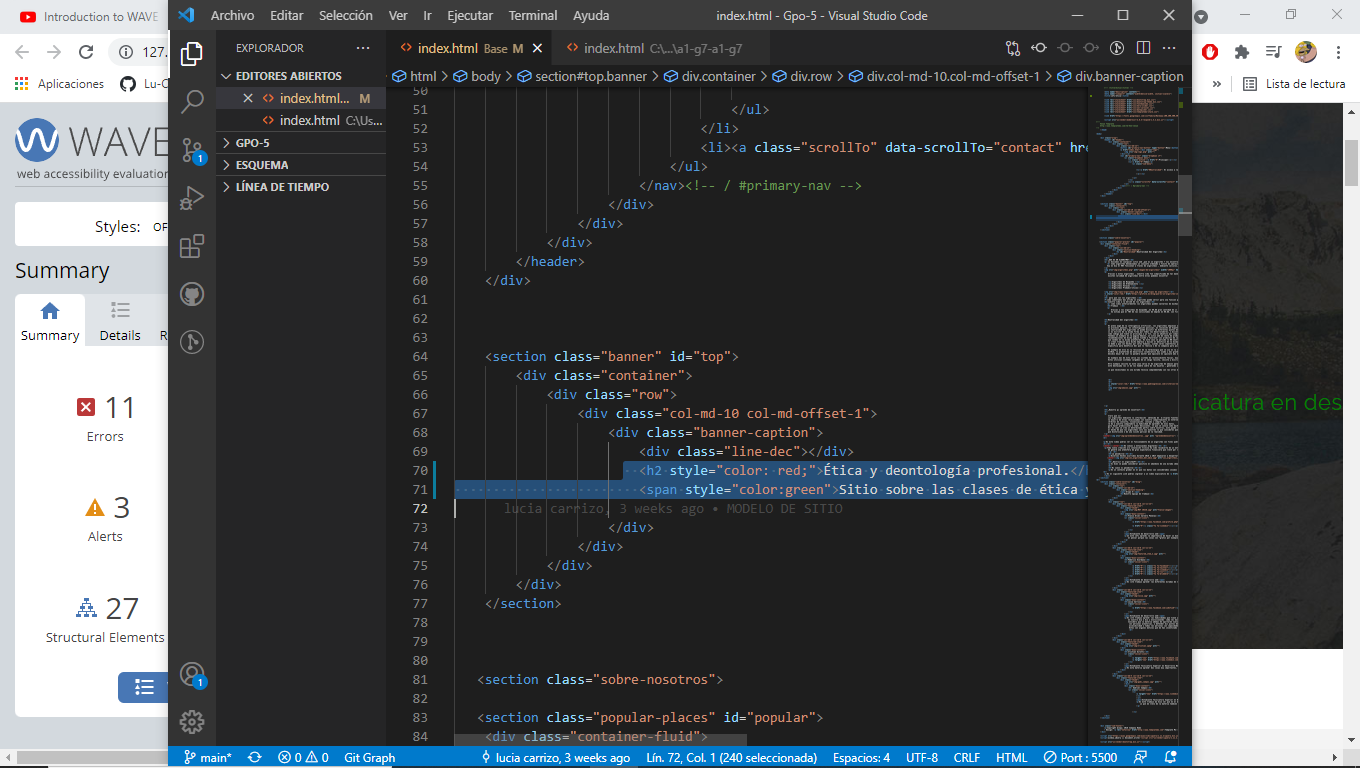 Introduction to WAVE
Archivo Editar Selección Ver Ir Ejecutar Terminal Ayuda
index.html - Gpo-5 - Visual Studio Code
127.
Aplicaciones
Lu-C
Lista de lectura
WAVE
web accessibility evaluation
Styles: OF
Summary
Summary
Details
R
11
Errors
3
Alerts
27
Structural Elements
EXPLORADOR
EDITORES ABIERTOS
index.html... M
index.html C:\Us...
GPO-5
ESQUEMA
LÍNEA DE TIEMPO
1
1
index.html Base M
index.html C:\...\a1-g7-a1-g7
html > body > section#top.banner > div.container > div.row > div.col-md-10.col-md-offset-1 > div.banner-caption
50
51 </ul>
52 </li>
53 <li><a class="scrollTo" data-scrollTo="contact" hre
54 </ul>
55 </nav><!-- / #primary-nav -->
56 </div>
57 </div>
58 </div>
59 </header>
60 </div>
61
62
63
64 <section class="banner" id="top">
65 <div class="container">
66 <div class="row">
67 <div class="col-md-10 col-md-offset-1">
68 <div class="banner-caption">
69 <div class="line-dec"></div>
70 <h2 style="color: red;">Ética y deontología profesional.</h
71 <span style="color:green">Sitio sobre las clases de ética y
72 lucia carrizo, 3 weeks ago • MODELO DE SITIO
73 </div>
74 </div>
75 </div>
76 </div>
77 </section>
78
79
80
81 <section class="sobre-nosotros">
82
83 <section class="popular-places" id="popular">
84 <div class="container-fluid">
icatura en des
main* 0 0 Git Graph
lucia carrizo, 3 weeks ago Lín. 72, Col. 1 (240 seleccionada) Espacios: 4 UTF-8 CRLF HTML Port : 5500